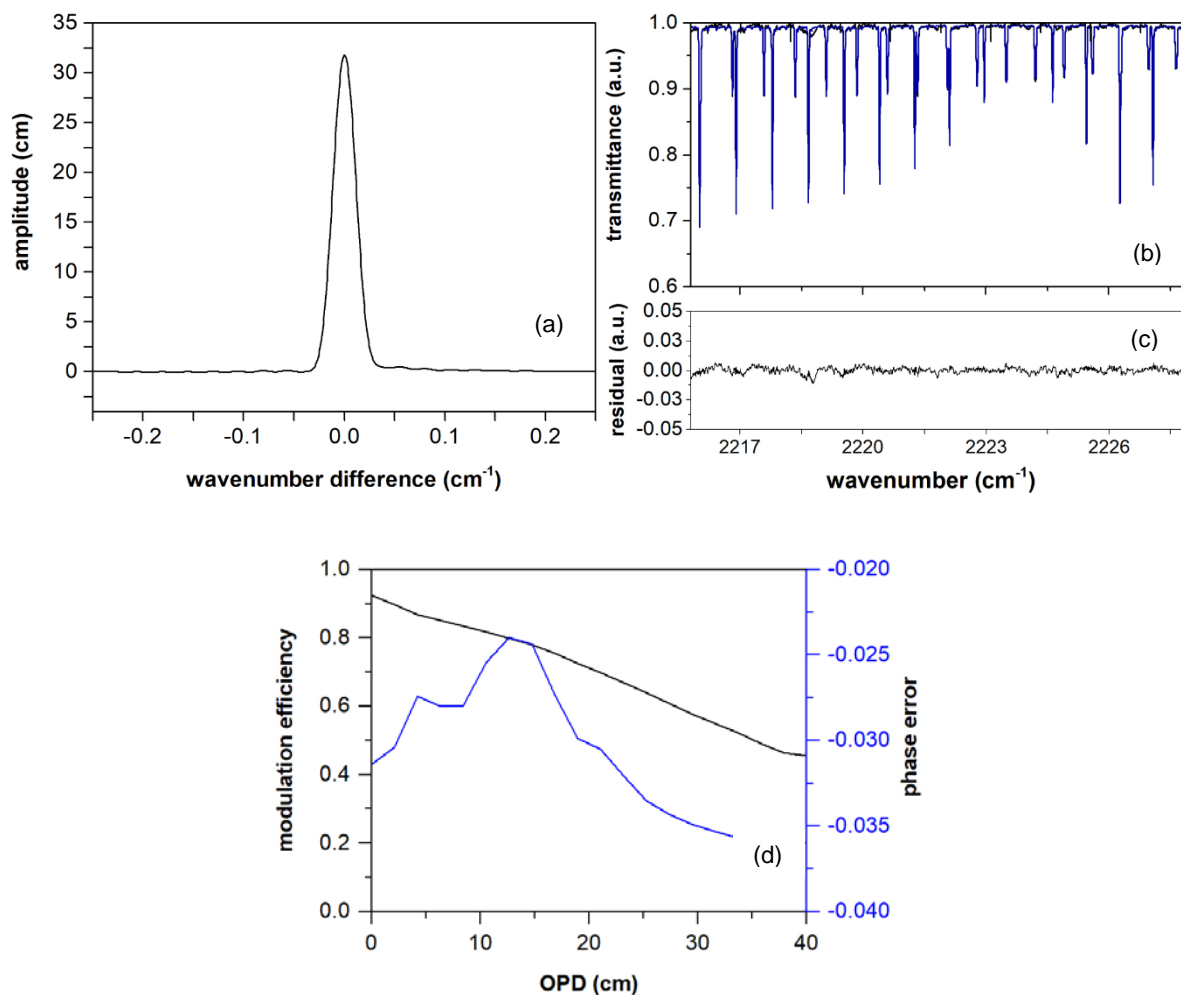 35
30
25
20
15
10
5
0
amplitude (cm)
(a)
-0.2 -0.1 0.0 0.1 0.2
wavenumber difference (cm-1)
1.0
0.9
0.8
0.7
0.6
transmittance (a.u.)
(b)
0.05
0.03
0.00
-0.03
-0.05
residual (a.u.)
(c)
2217 2220 2223 2226
wavenumber (cm-1)
1.0
0.8
0.6
0.4
0.2
0.0
modulation efficiency
-0.020
-0.025
-0.030
-0.035
-0.040
phase error
(d)
0 10 20 30 40
OPD (cm)